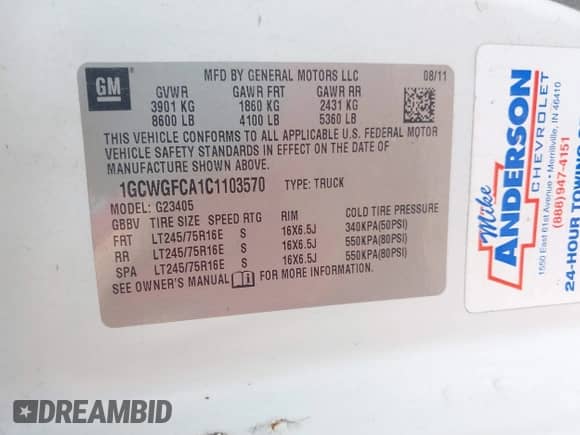 GM
MFD BY GENERAL MOTORS LLC 08/11
GVWR GAWR FRT GAWR RR
3901 KG 1860 KG 2431 KG
8600 LB 4100 LB 5360 LB
THIS VEHICLE CONFORMS TO ALL APPLICABLE U.S. FEDERAL MOTOR
VEHICLE SAFETY STANDARDS IN EFFECT ON THE DATE OF
MANUFACTURE SHOWN ABOVE.
1GCWGFCA1C1103570 TYPE: TRUCK
MODEL: G23405
GBBV TIRE SIZE SPEED RTG RIM COLD TIRE PRESSURE
FRT LT245/75R16E S 16X6.5J 340KPA(50PSI)
RR LT245/75R16E S 16X6.5J 550KPA(80PSI)
SPA LT245/75R16E S 16X6.5J 550KPA(80PSI)
SEE OWNER'S MANUAL FOR MORE INFORMATION
Mike
ANDERSON
CHEVROLET
1550 East 61st Avenue • Merrillville, IN 46410
(888) 947-4151
24-HOUR TOWING
DREAMBID